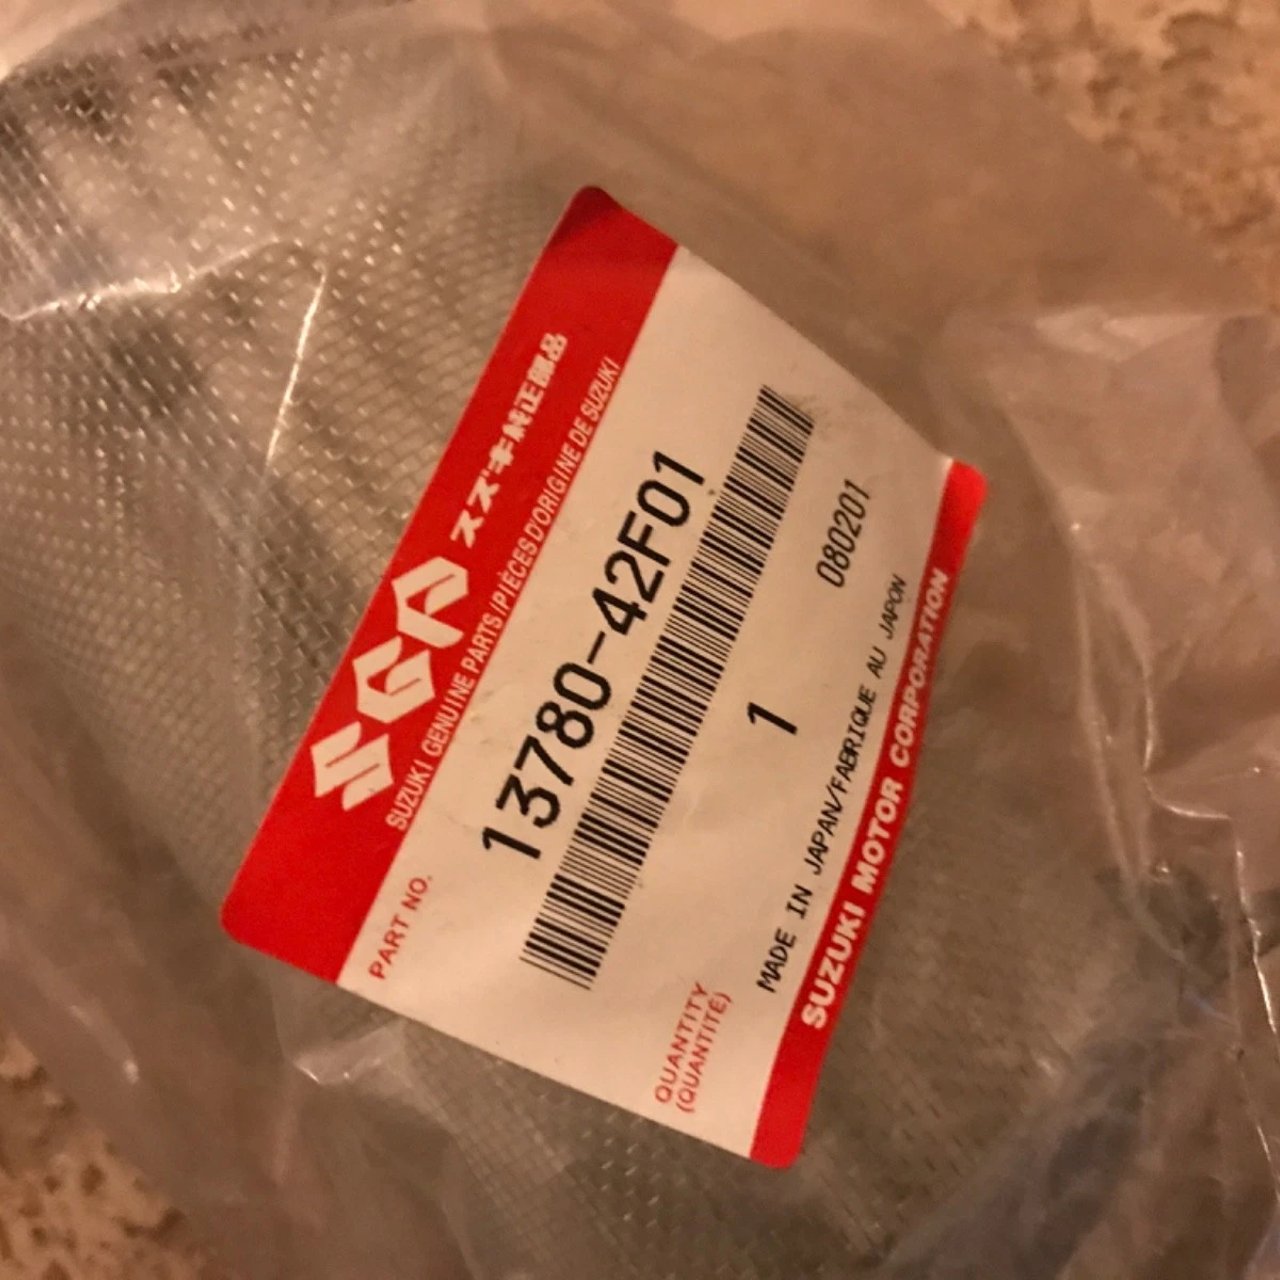 SGP スズキ純正部品
SUZUKI GENUINE PARTS/PIÈCES D'ORIGINE DE SUZUKI
PART NO.
13780-42F01
QUANTITY
(QUANTITÉ)
1
080201
MADE IN JAPAN/FABRIQUE AU JAPON
SUZUKI MOTOR CORPORATION